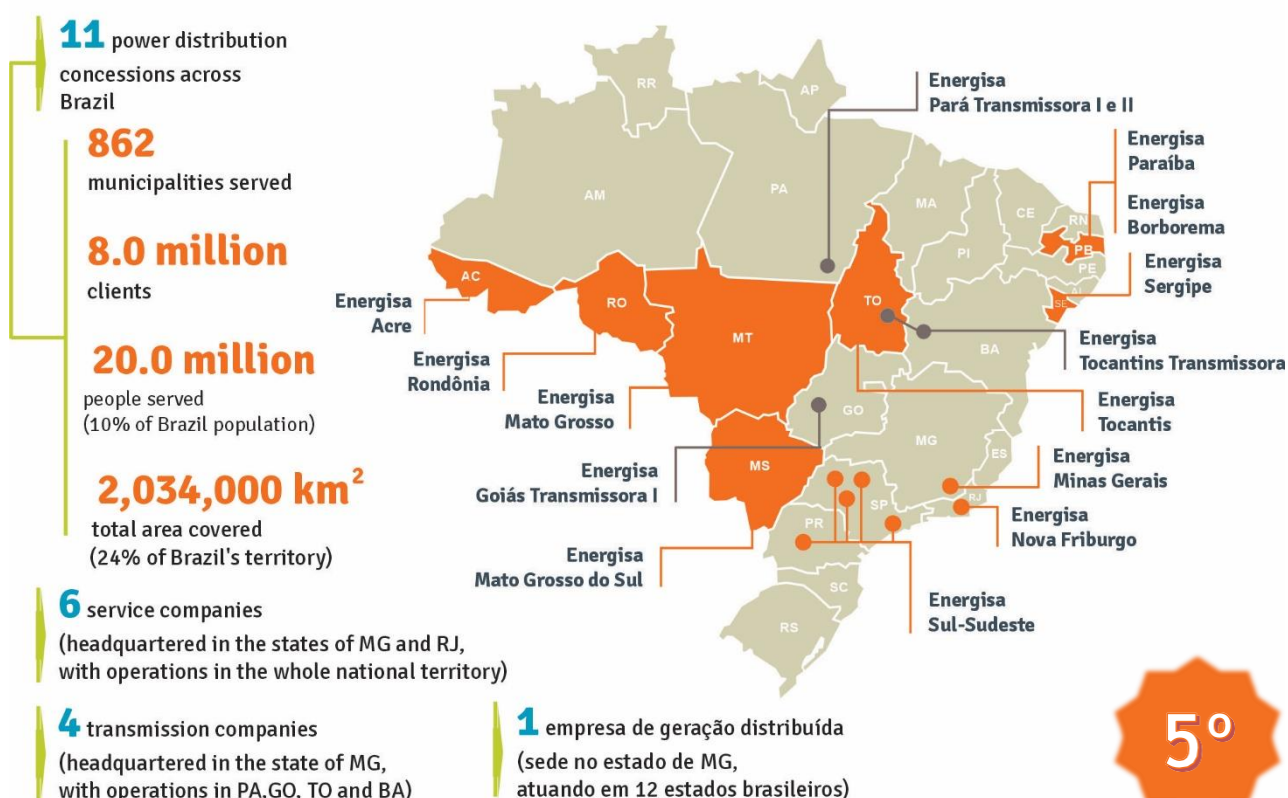 11 power distribution
concessions across
Brazil
862
municipalities served
8.0 million
clients
20.0 million
people served
(10% of Brazil population)
2,034,000 km²
total area covered
(24% of Brazil's territory)
6 service companies
(headquartered in the states of MG and RJ,
with operations in the whole national territory)
4 transmission companies
(headquartered in the state of MG,
with operations in PA,GO, TO and BA)
1 empresa de geração distribuída
(sede no estado de MG,
atuando em 12 estados brasileiros)
5º
RR
AP
AM
PA
MA
CE
RN
PB
PE
AL
SE
PI
AC
RO
TO
MT
BA
GO
MG
ES
MS
SP
RJ
PR
SC
RS
Energisa
Pará Transmissora I e II
Energisa
Paraíba
Energisa
Borborema
Energisa
Sergipe
Energisa
Tocantins Transmissora
Energisa
Tocantis
Energisa
Minas Gerais
Energisa
Nova Friburgo
Energisa
Sul-Sudeste
Energisa
Acre
Energisa
Rondônia
Energisa
Mato Grosso
Energisa
Goiás Transmissora I
Energisa
Mato Grosso do Sul